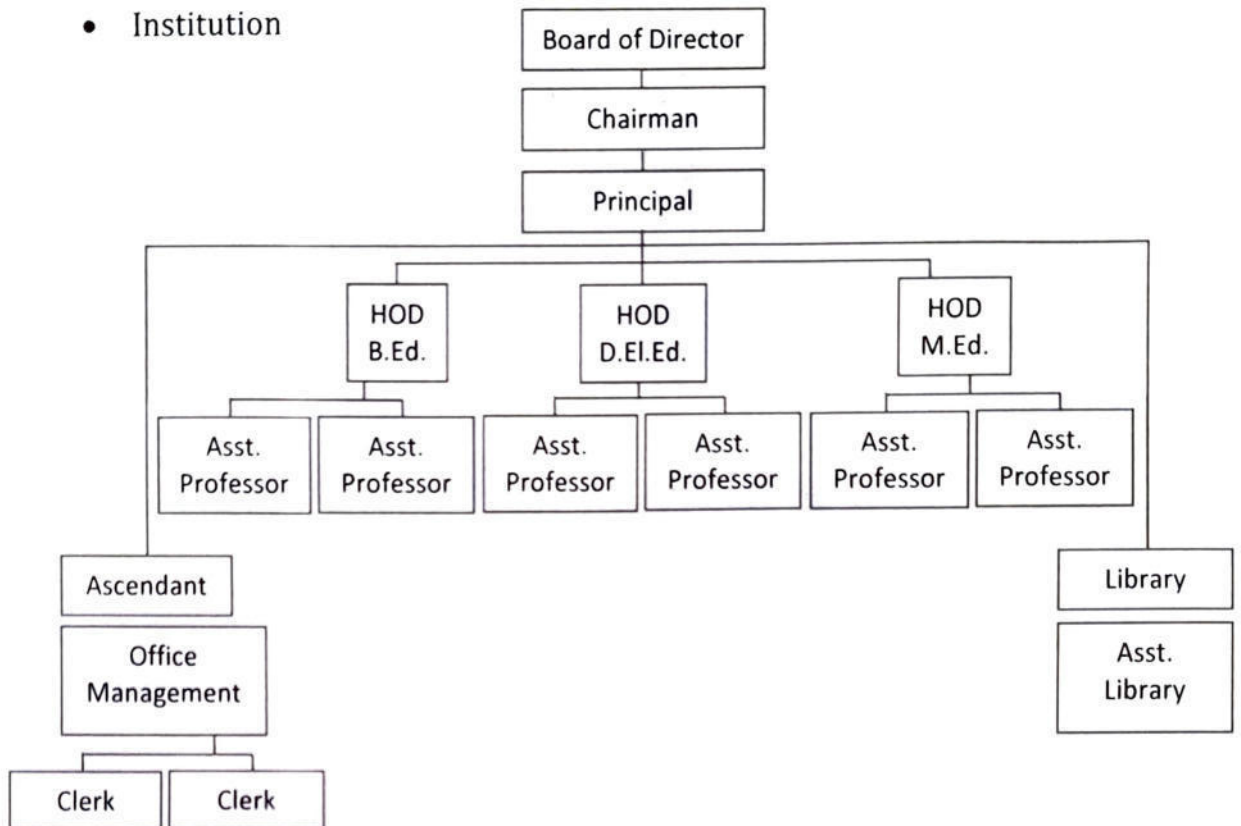 • Institution
Board of Director
Chairman
Principal
HOD
B.Ed.
HOD
D.El.Ed.
HOD
M.Ed.
Asst.
Professor
Asst.
Professor
Asst.
Professor
Asst.
Professor
Asst.
Professor
Asst.
Professor
Ascendant
Library
Office
Management
Asst.
Library
Clerk
Clerk